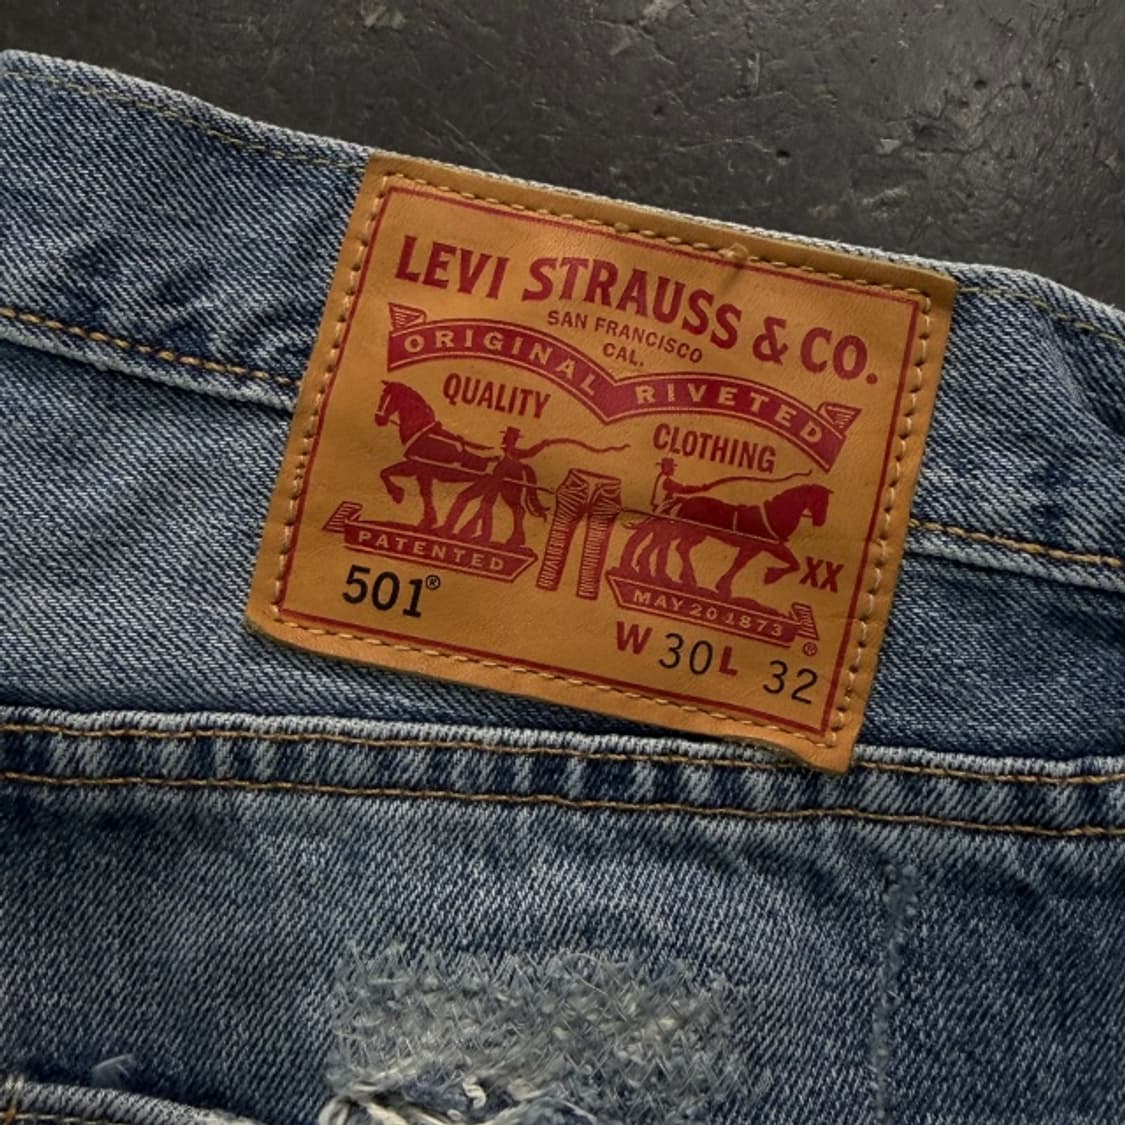 LEVI STRAUSS & CO.
SAN FRANCISCO
CAL.
ORIGINAL RIVETED
QUALITY CLOTHING
XX
PATENTED MAY 20 1873
501® ®
W 30 L 32